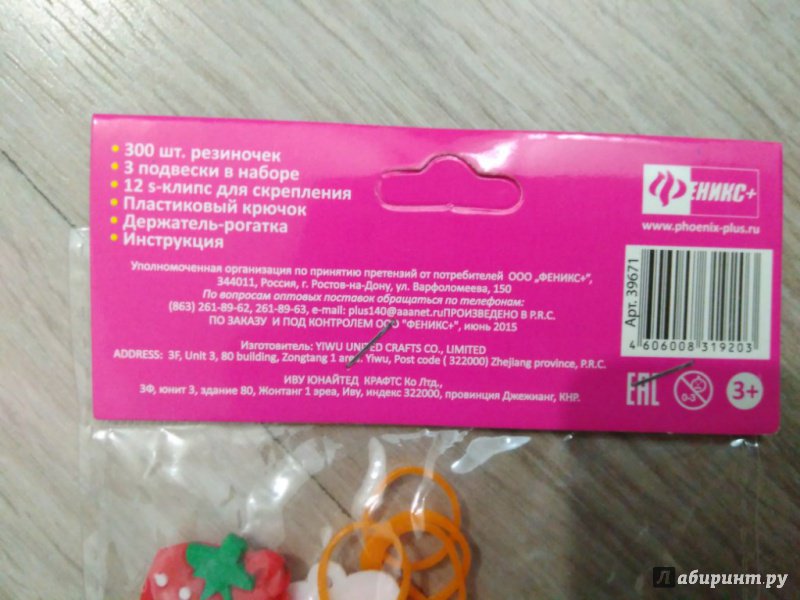 • 300 шт. резиночек
• 3 подвески в наборе
• 12 s-клипс для скрепления
• Пластиковый крючок
• Держатель-рогатка
• Инструкция
ФЕНИКС+
www.phoenix-plus.ru
Уполномоченная организация по принятию претензий от потребителей ООО „ФЕНИКС+",
344011, Россия, г. Ростов-на-Дону, ул. Варфоломеева, 150
По вопросам оптовых поставок обращаться по телефонам:
(863) 261-89-62, 261-89-63, e-mail: plus140@aaanet.ruПРОИЗВЕДЕНО В P.R.C.
ПО ЗАКАЗУ И ПОД КОНТРОЛЕМ ООО "ФЕНИКС+", июнь 2015
Изготовитель: YIWU UNITED CRAFTS CO., LIMITED
ADDRESS: 3F, Unit 3, 80 building, Zongtang 1 area. Yiwu, Post code ( 322000) Zhejiang province, P.R.C.
ИВУ ЮНАЙТЕД КРАФТС Ко Лтд.,
3Ф, юнит 3, здание 80, Жонтанг 1 ареа, Иву, индекс 322000, провинция Джежианг, КНР.
Арт. 39671
4 606008 319203
EAC
0-3
3+
Лабиринт.ру